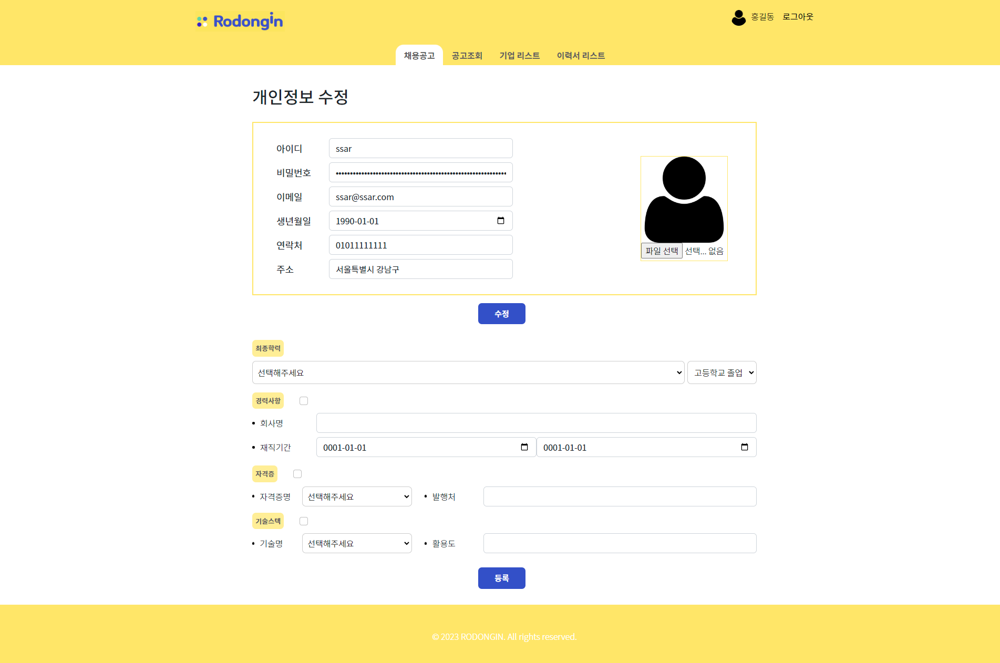 Rodongin
홍길동 로그아웃
채용공고 공고조회 기업 리스트 이력서 리스트
개인정보 수정
아이디 ssar
비밀번호 ••••••••••••••••••••••••••••••••••••••••••••••••••••••••••••
이메일 ssar@ssar.com
생년월일 1990-01-01
연락처 01011111111
주소 서울특별시 강남구
파일 선택 선택... 없음
수정
최종학력
선택해주세요 고등학교 졸업
경력사항
• 회사명
• 재직기간 0001-01-01 0001-01-01
자격증
• 자격증명 선택해주세요 • 발행처
기술스텍
• 기술명 선택해주세요 • 활용도
등록
© 2023 RODONGIN. All rights reserved.